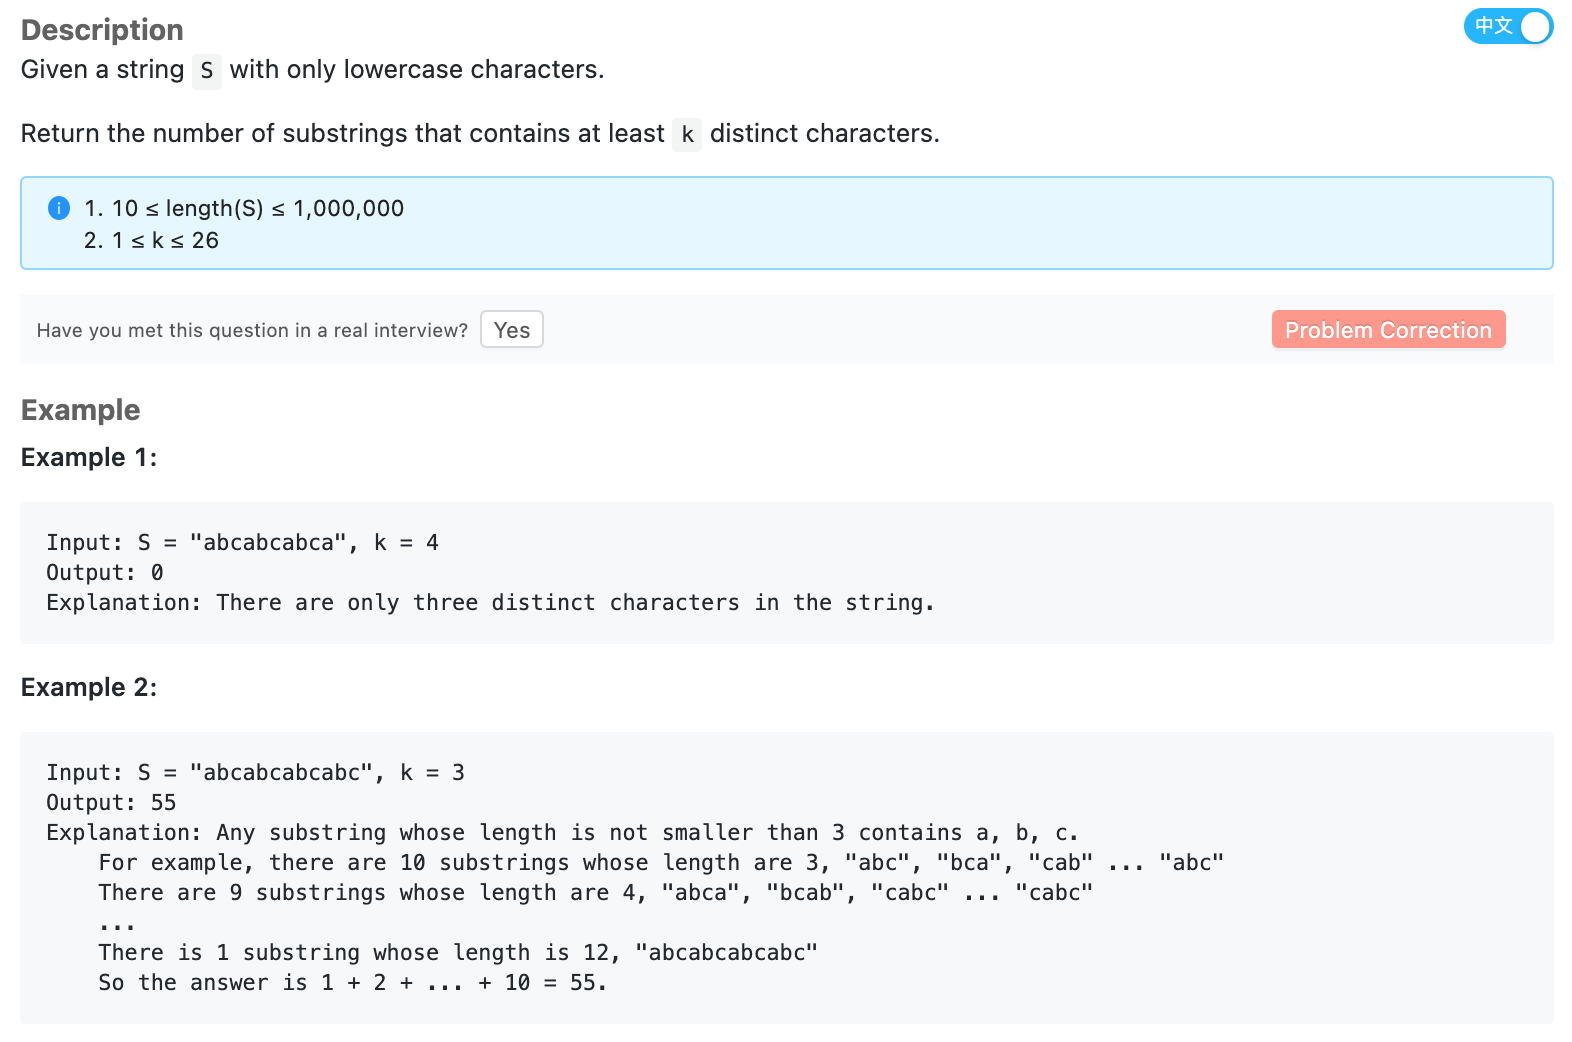 Description
中文
Given a string S with only lowercase characters.
Return the number of substrings that contains at least k distinct characters.
1. 10 ≤ length(S) ≤ 1,000,000
2. 1 ≤ k ≤ 26
Have you met this question in a real interview? Yes
Problem Correction
Example
Example 1:
Input: S = "abcabcabca", k = 4
Output: 0
Explanation: There are only three distinct characters in the string.
Example 2:
Input: S = "abcabcabcabc", k = 3
Output: 55
Explanation: Any substring whose length is not smaller than 3 contains a, b, c.
For example, there are 10 substrings whose length are 3, "abc", "bca", "cab" ... "abc"
There are 9 substrings whose length are 4, "abca", "bcab", "cabc" ... "cabc"
...
There is 1 substring whose length is 12, "abcabcabcabc"
So the answer is 1 + 2 + ... + 10 = 55.